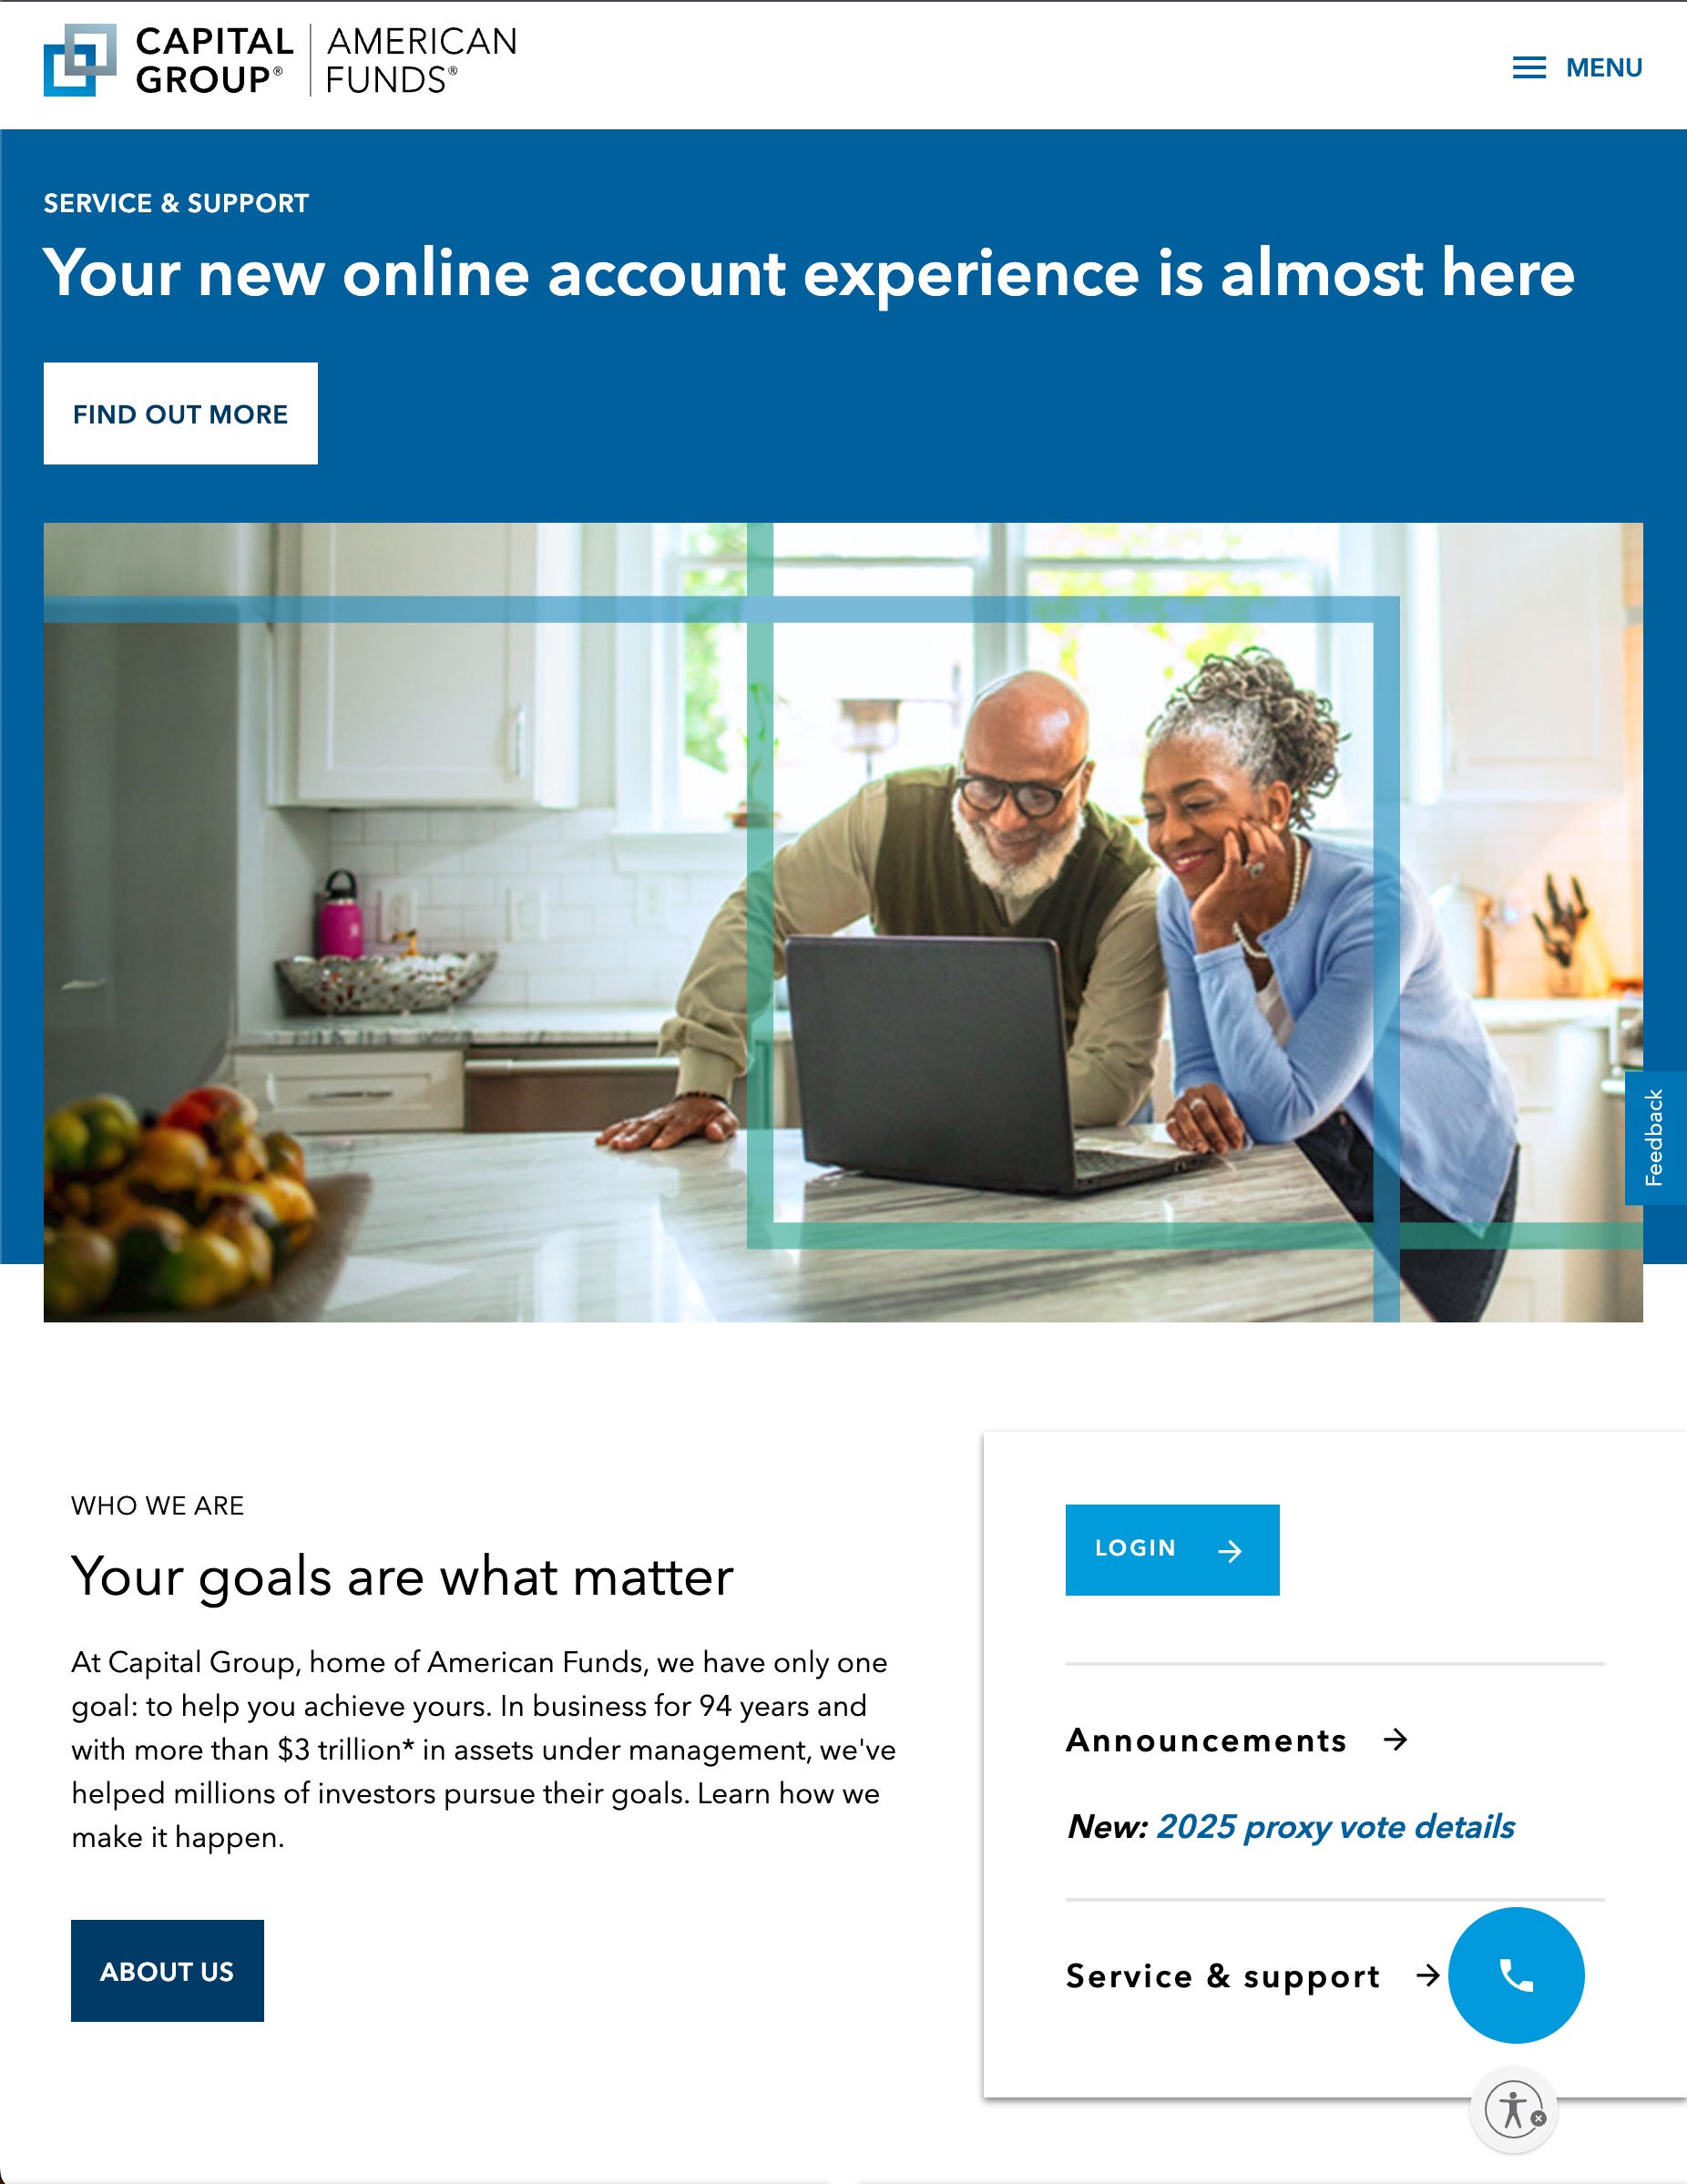 CAPITAL
GROUP®
AMERICAN
FUNDS®
MENU
SERVICE & SUPPORT
Your new online account experience is almost here
FIND OUT MORE
Feedback
WHO WE ARE
Your goals are what matter
At Capital Group, home of American Funds, we have only one
goal: to help you achieve yours. In business for 94 years and
with more than $3 trillion* in assets under management, we've
helped millions of investors pursue their goals. Learn how we
make it happen.
ABOUT US
LOGIN
Announcements
New: 2025 proxy vote details
Service & support